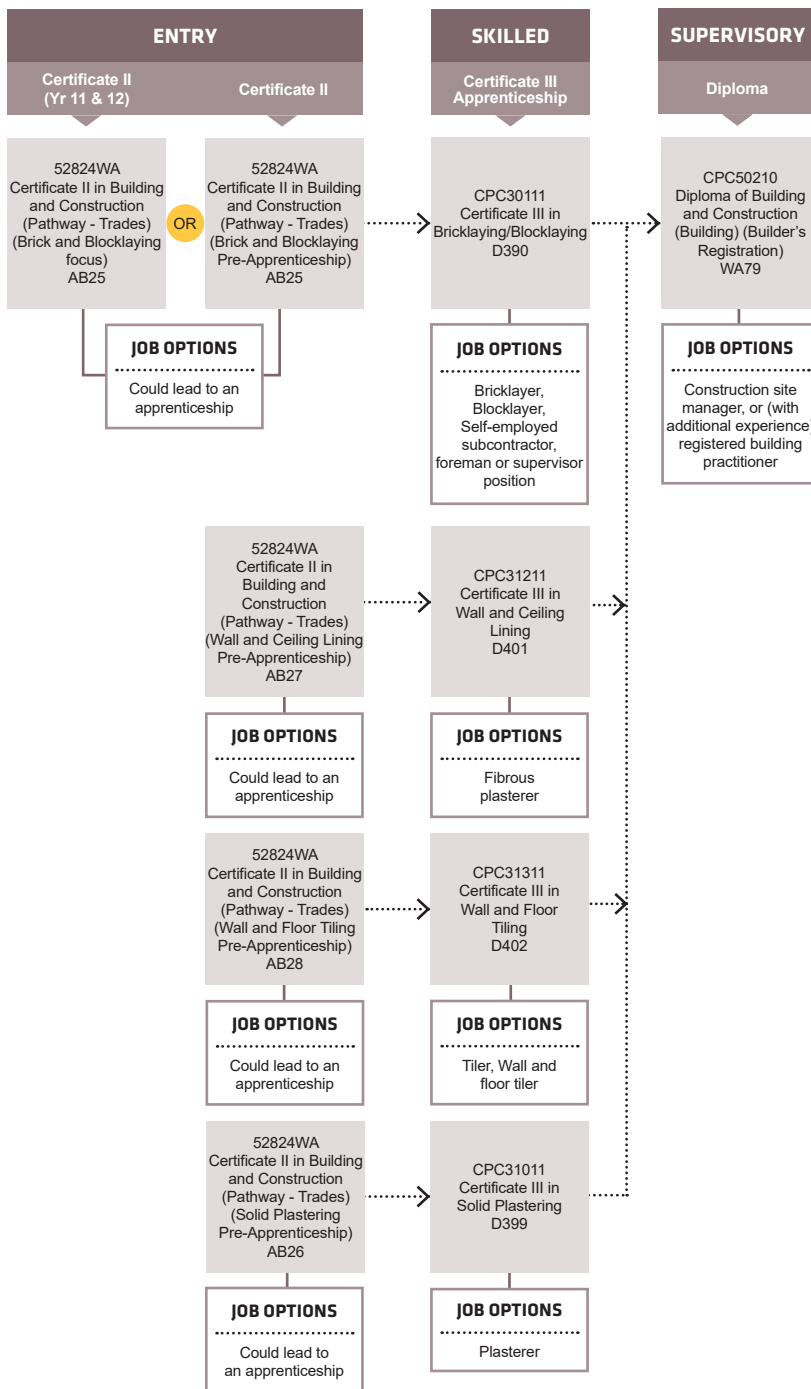 ENTRY
SKILLED
SUPERVISORY
Certificate II
(Yr 11 & 12)
Certificate II
Certificate III
Apprenticeship
Diploma
52824WA
Certificate II in Building
and Construction
(Pathway - Trades)
(Brick and Blocklaying
focus)
AB25
OR
52824WA
Certificate II in Building
and Construction
(Pathway - Trades)
(Brick and Blocklaying
Pre-Apprenticeship)
AB25
CPC30111
Certificate III in
Bricklaying/Blocklaying
D390
CPC50210
Diploma of Building
and Construction
(Building) (Builder’s
Registration)
WA79
JOB OPTIONS
Could lead to an
apprenticeship
JOB OPTIONS
Bricklayer,
Blocklayer,
Self-employed
subcontractor,
foreman or supervisor
position
JOB OPTIONS
Construction site
manager, or (with
additional experience)
registered building
practitioner
52824WA
Certificate II in
Building and
Construction
(Pathway - Trades)
(Wall and Ceiling Lining
Pre-Apprenticeship)
AB27
CPC31211
Certificate III in
Wall and Ceiling
Lining
D401
JOB OPTIONS
Could lead to an
apprenticeship
JOB OPTIONS
Fibrous
plasterer
52824WA
Certificate II in Building
and Construction
(Pathway - Trades)
(Wall and Floor Tiling
Pre-Apprenticeship)
AB28
CPC31311
Certificate III in
Wall and Floor
Tiling
D402
JOB OPTIONS
Could lead to an
apprenticeship
JOB OPTIONS
Tiler, Wall and
floor tiler
52824WA
Certificate II in Building
and Construction
(Pathway - Trades)
(Solid Plastering
Pre-Apprenticeship)
AB26
CPC31011
Certificate III in
Solid Plastering
D399
JOB OPTIONS
Could lead to
an apprenticeship
JOB OPTIONS
Plasterer